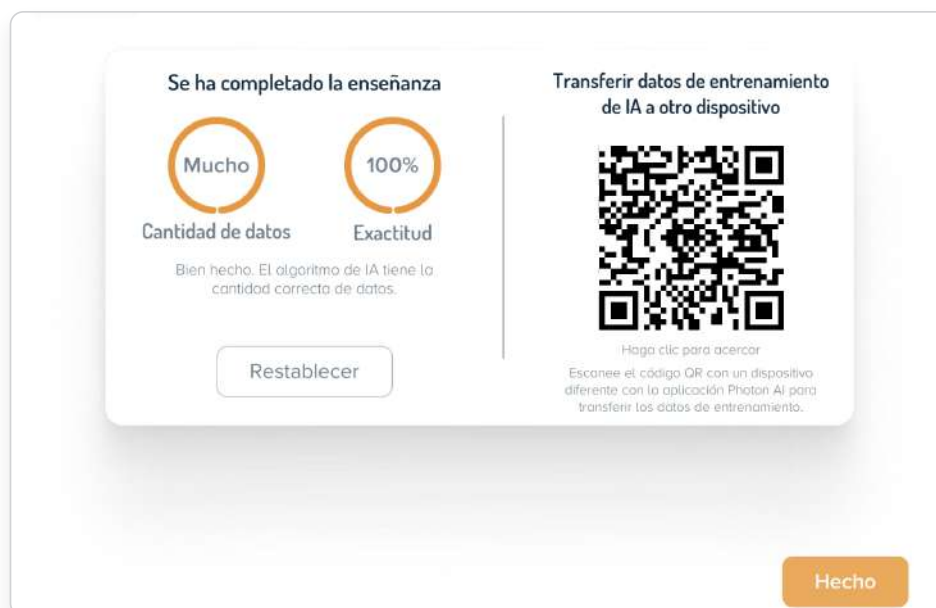 Se ha completado la enseñanza
Mucho
100%
Cantidad de datos
Exactitud
Bien hecho. El algoritmo de IA tiene la
cantidad correcta de datos.
Restablecer
Transferir datos de entrenamiento
de IA a otro dispositivo
Haga clic para acercar
Escanee el código QR con un dispositivo
diferente con la aplicación Photon AI para
transferir los datos de entrenamiento.
Hecho